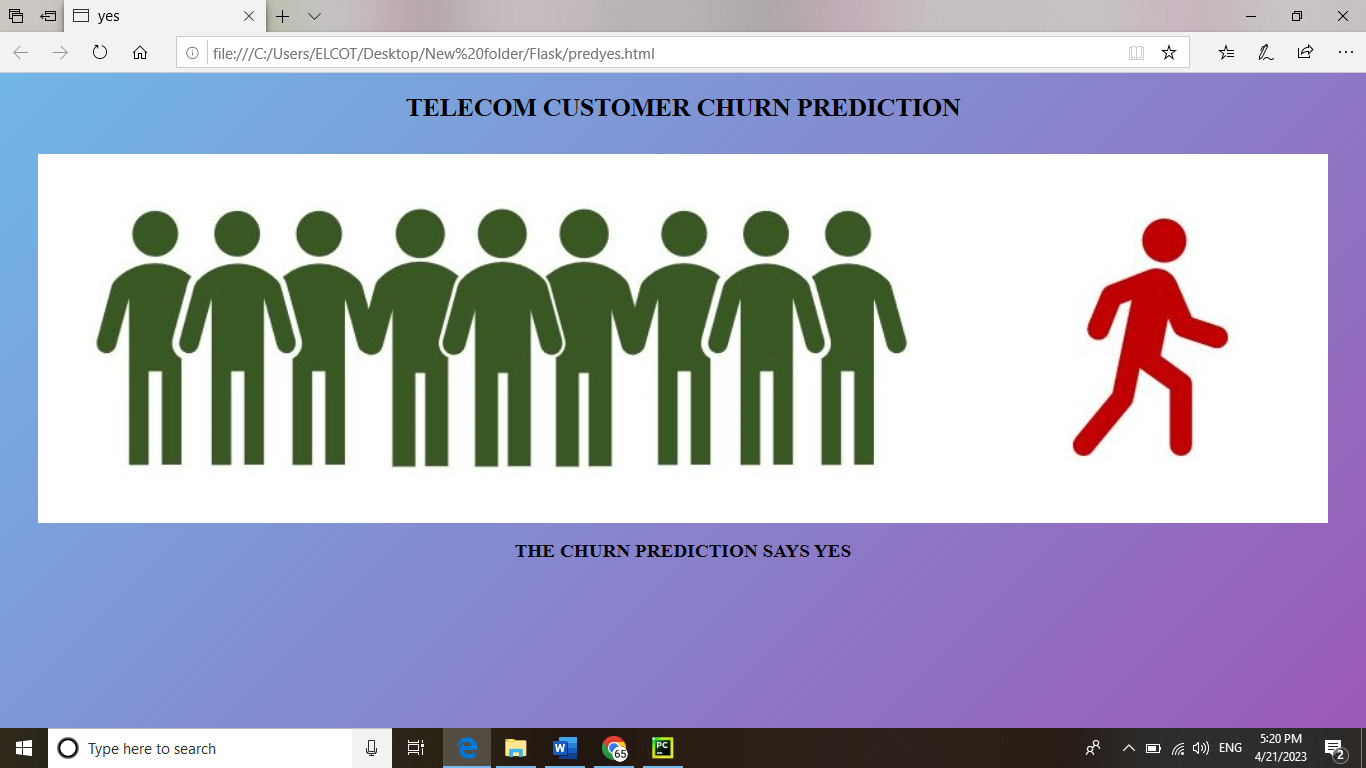 yes
file:///C:/Users/ELCOT/Desktop/New%20folder/Flask/predyes.html
TELECOM CUSTOMER CHURN PREDICTION
THE CHURN PREDICTION SAYS YES
Type here to search
W
65
PC
ENG
5:20 PM
4/21/2023
2